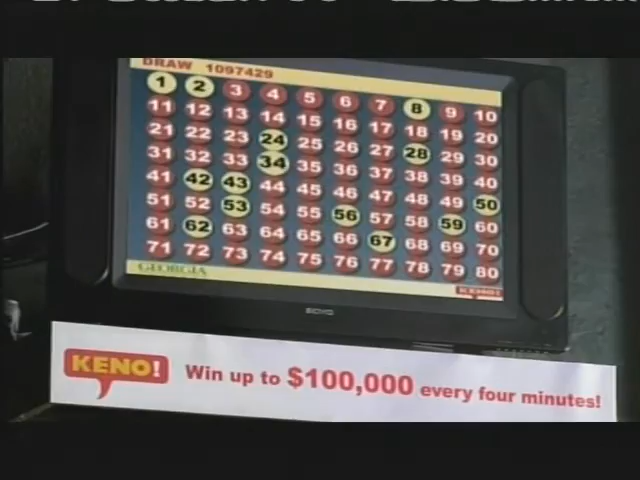 DRAW 1097429
1 2 3 4 5 6 7 8 9 10
11 12 13 14 15 16 17 18 19 20
21 22 23 24 25 26 27 28 29 30
31 32 33 34 35 36 37 38 39 40
41 42 43 44 45 46 47 48 49 50
51 52 53 54 55 56 57 58 59 60
61 62 63 64 65 66 67 68 69 70
71 72 73 74 75 76 77 78 79 80
GEORGIA
KENO!
KENO! Win up to $100,000 every four minutes!